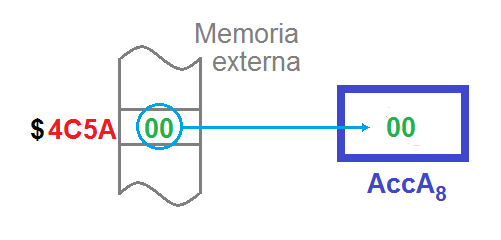 Memoria
externa
$ 4C5A 00 00
AccA8